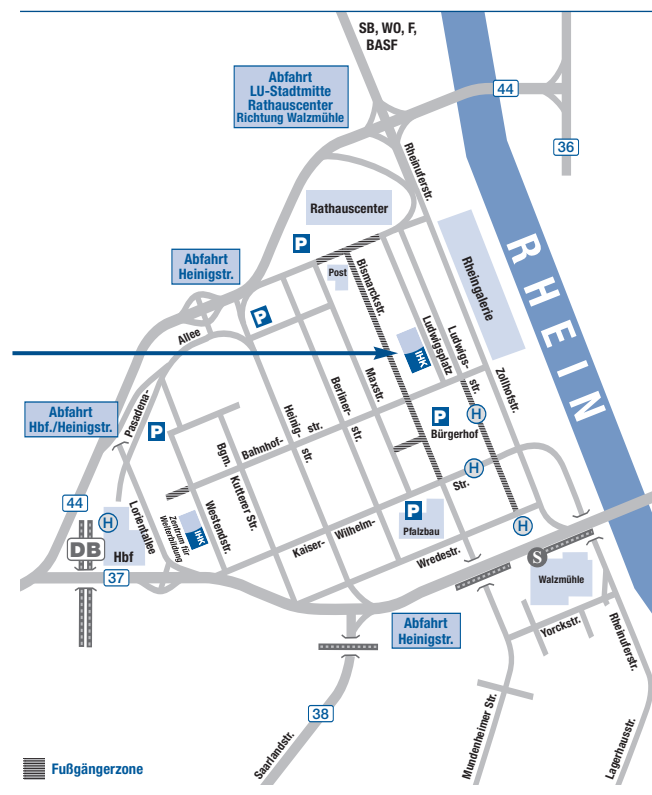 SB, WO, F,
BASF
Abfahrt
LU-Stadtmitte
Rathauscenter
Richtung Walzmühle
44
36
Rheinuferstr.
Rathauscenter
P
RHEIN
Abfahrt
Heinigstr.
Post
Bismarckstr.
Rheingalerie
P
Allee
IHK
Ludwigsplatz
Ludwigs-
str.
Zollhofstr.
Maxstr.
Berliner-
str.
Heinig-
str.
Abfahrt
Hbf./Heinigstr.
Pasadena-
P
P
Bürgerhof
H
Bahnhof-
str.
Bgm.
Kutterer Str.
H
Str.
44
H
Lorientallee
Zentrum für
Weiterbildung
IHK
Westendstr.
P
Pfalzbau
H
Kaiser-
Wilhelm-
DB
Hbf
37
Wredestr.
S
Walzmühle
Abfahrt
Heinigstr.
Yorckstr.
Rheinuferstr.
38
Saarlandstr.
Mundenheimer Str.
Lagerhausstr.
Fußgängerzone